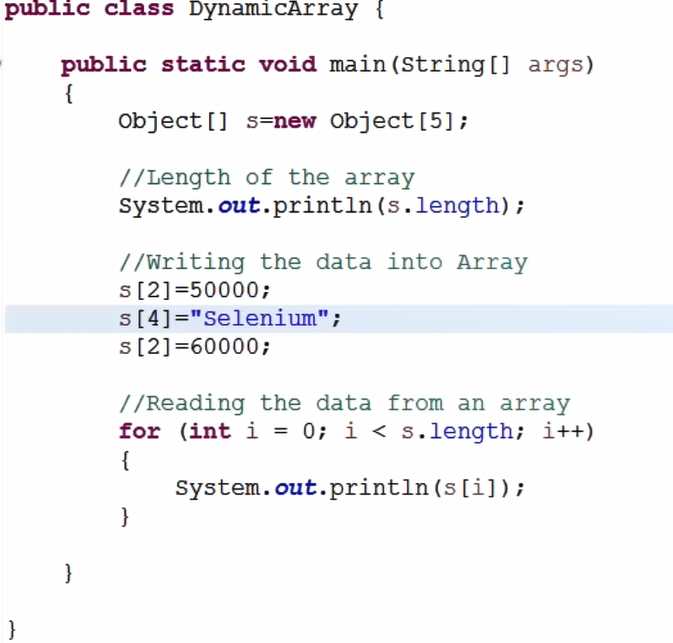 public class DynamicArray {
public static void main(String[] args)
{
Object[] s=new Object[5];
//Length of the array
System.out.println(s.length);
//Writing the data into Array
s[2]=50000;
s[4]="Selenium";
s[2]=60000;
//Reading the data from an array
for (int i = 0; i < s.length; i++)
{
System.out.println(s[i]);
}
}
}